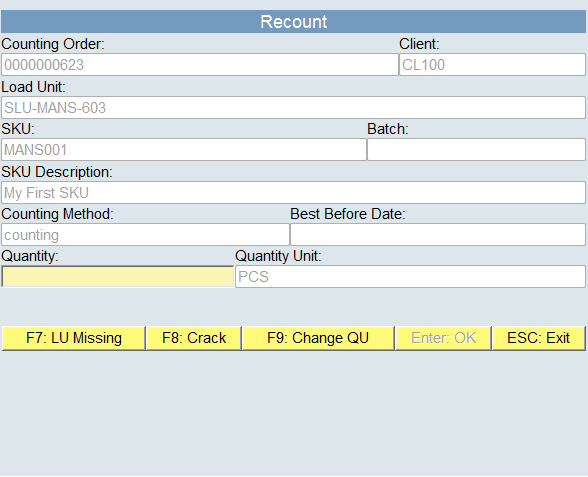 Recount
Counting Order: Client:
0000000623 CL100
Load Unit:
SLU-MANS-603
SKU: Batch:
MANS001
SKU Description:
My First SKU
Counting Method: Best Before Date:
counting
Quantity: Quantity Unit:
PCS
F7: LU Missing F8: Crack F9: Change QU Enter: OK ESC: Exit